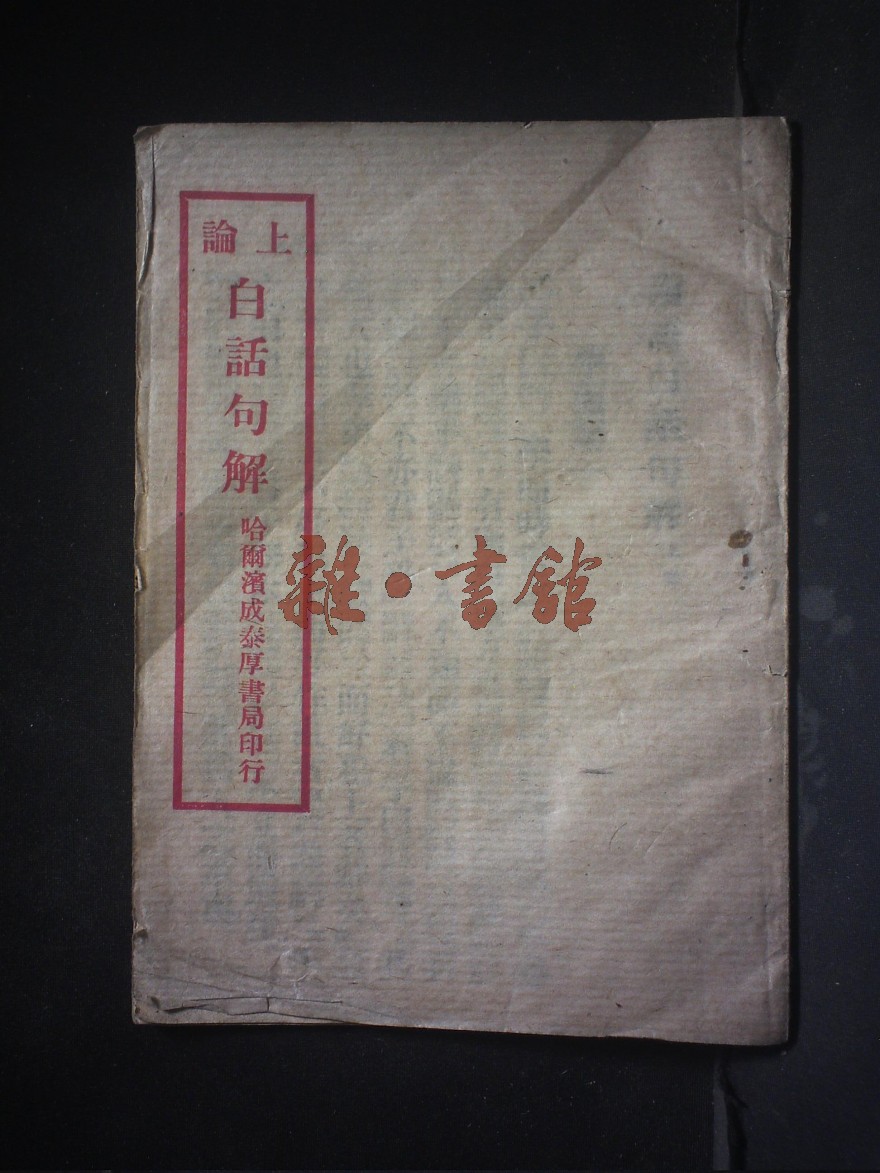 上論
白話句解
哈爾濱成泰厚書局印行
雜·書館